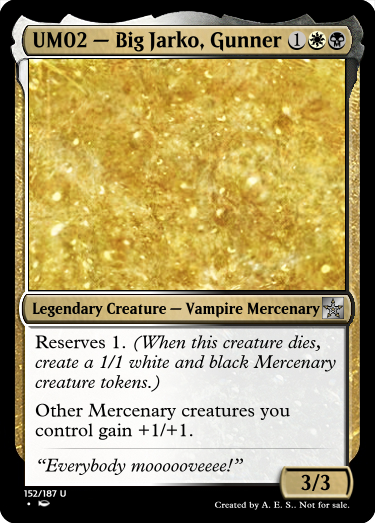 UM02 — Big Jarko, Gunner 1
Legendary Creature — Vampire Mercenary
Reserves 1. (When this creature dies,
create a 1/1 white and black Mercenary
creature tokens.)
Other Mercenary creatures you
control gain +1/+1.
“Everybody moooooveeee!”
3/3
152/187 U
Created by A. E. S.. Not for sale.